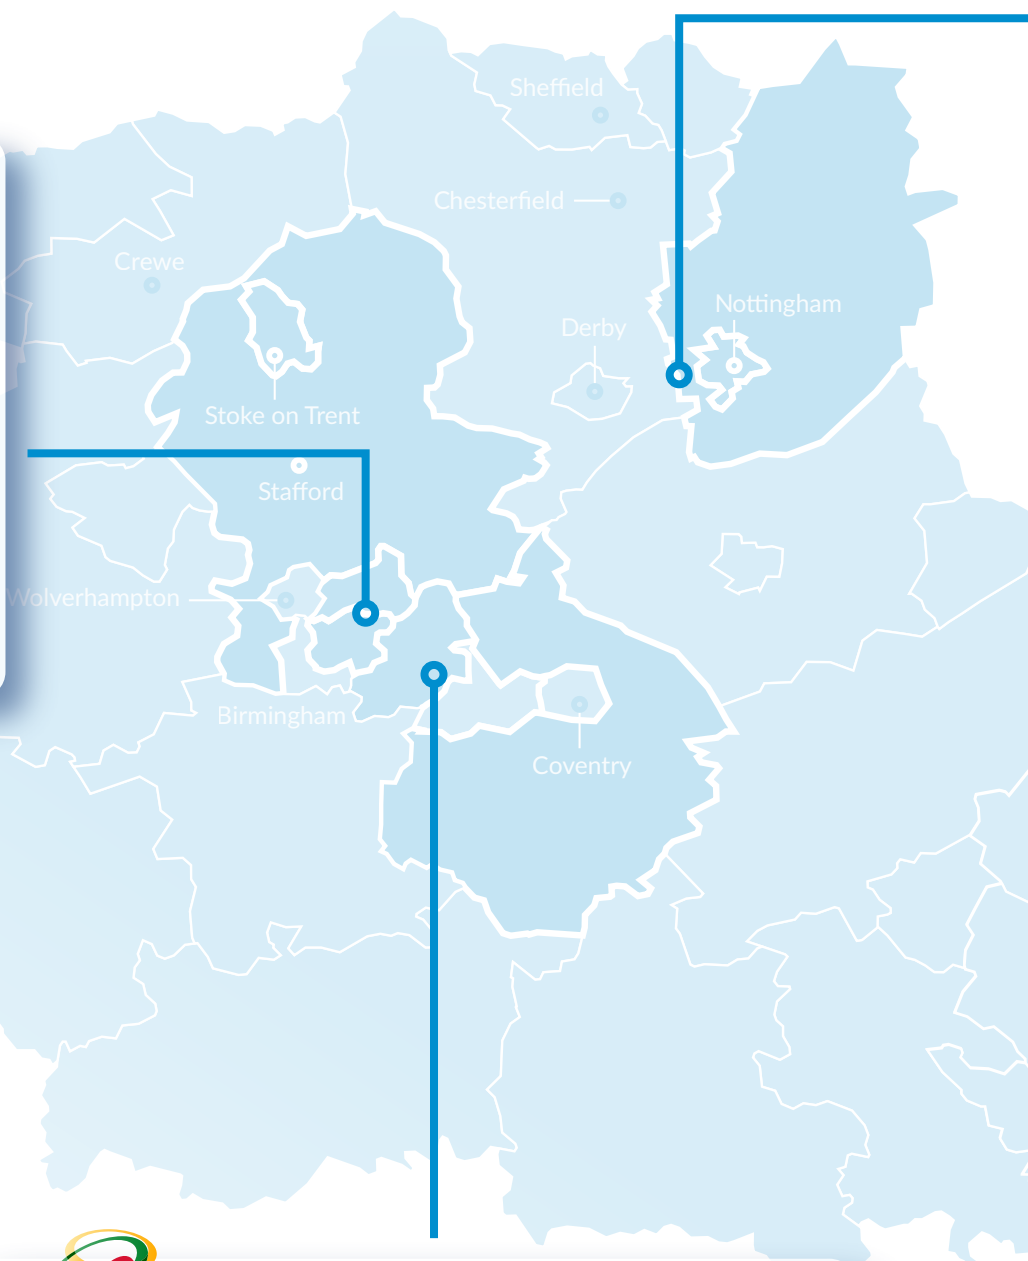 Sheffield
Chesterfield
Crewe
Nottingham
Derby
Stoke on Trent
Stafford
Wolverhampton
Birmingham
Coventry